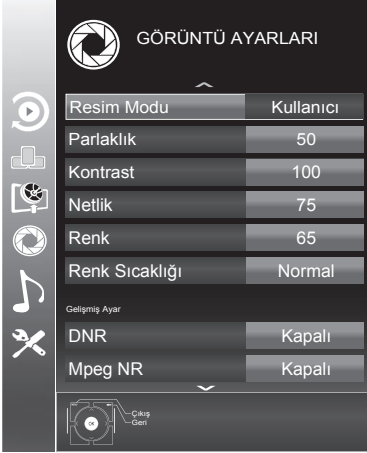 GÖRÜNTÜ AYARLARI
Resim Modu Kullanıcı
Parlaklık 50
Kontrast 100
Netlik 75
Renk 65
Renk Sıcaklığı Normal
Gelişmiş Ayar
DNR Kapalı
Mpeg NR Kapalı
OK
Çıkış
Geri